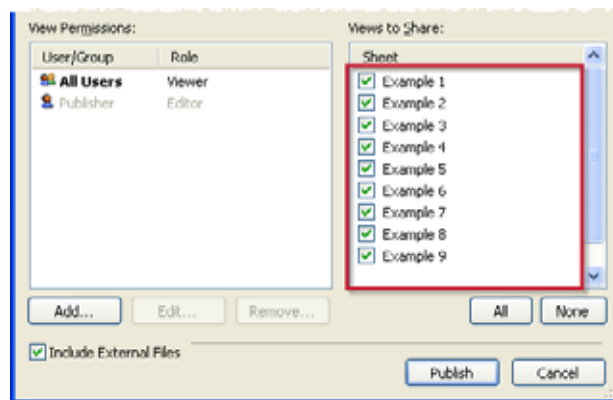 View Permissions:
User/Group Role
All Users Viewer
Publisher Editor
Add... Edit... Remove...
Views to Share:
Sheet
Example 1
Example 2
Example 3
Example 4
Example 5
Example 6
Example 7
Example 8
Example 9
All None
Include External Files
Publish Cancel